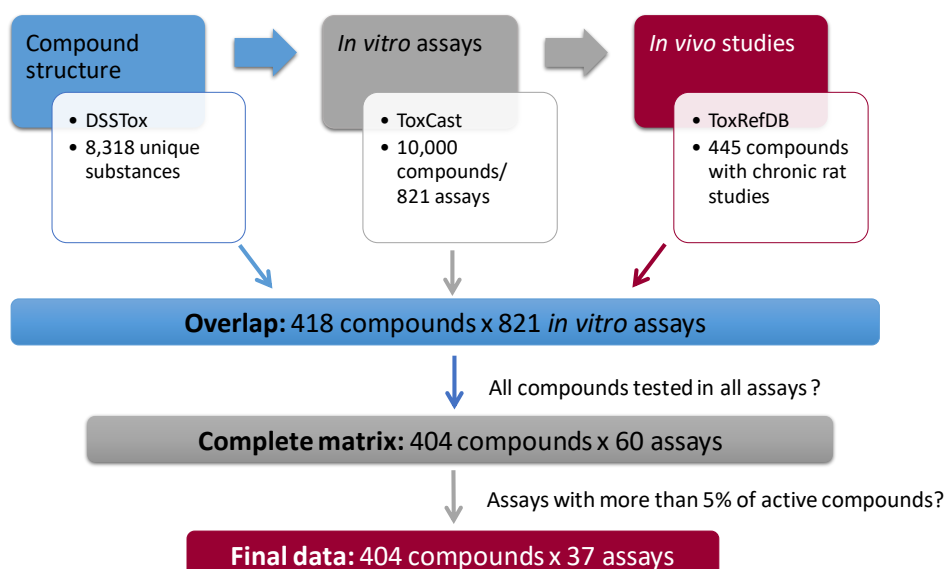 Compound
structure
• DSSTox
• 8,318 unique
substances
In vitro assays
• ToxCast
• 10,000
compounds/
821 assays
In vivo studies
• ToxRefDB
• 445 compounds
with chronic rat
studies
Overlap: 418 compounds x 821 in vitro assays
All compounds tested in all assays ?
Complete matrix: 404 compounds x 60 assays
Assays with more than 5% of active compounds?
Final data: 404 compounds x 37 assays